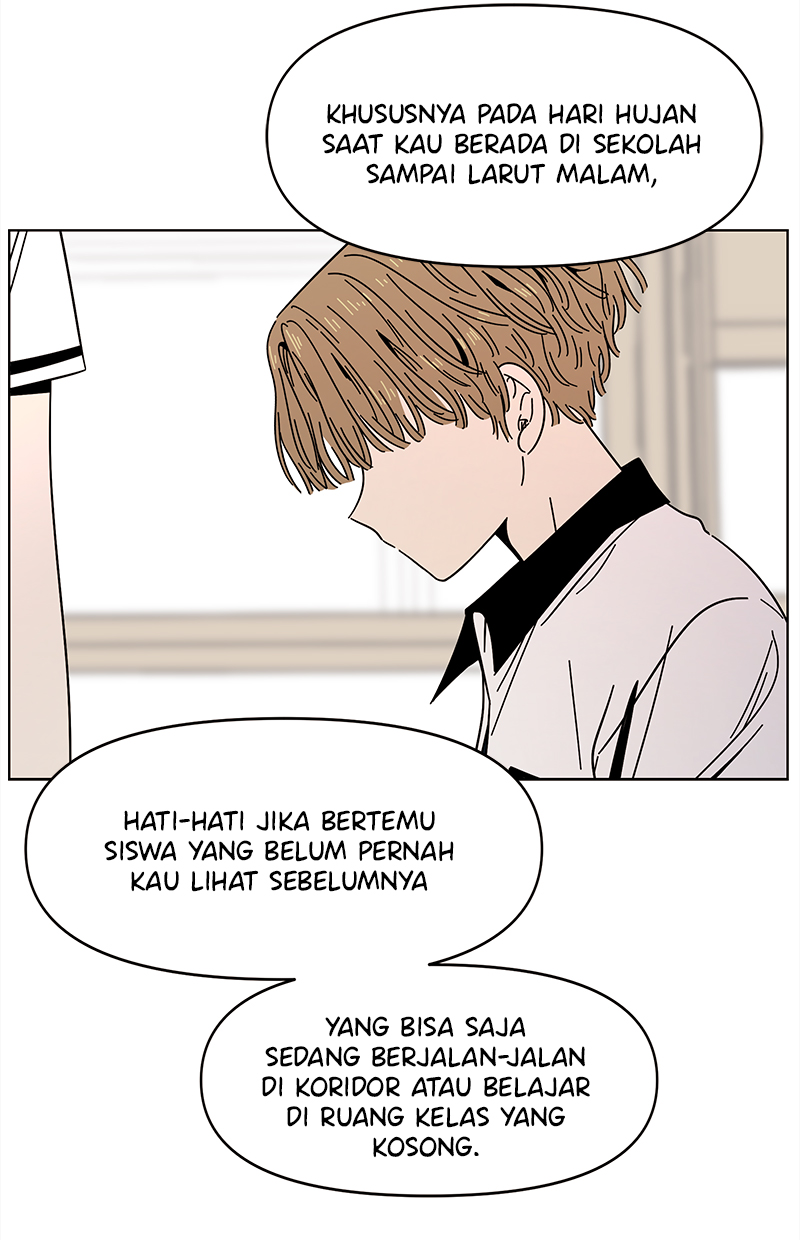 KHUSUSNYA PADA HARI HUJAN
SAAT KAU BERADA DI SEKOLAH
SAMPAI LARUT MALAM,
HATI-HATI JIKA BERTEMU
SISWA YANG BELUM PERNAH
KAU LIHAT SEBELUMNYA
YANG BISA SAJA
SEDANG BERJALAN-JALAN
DI KORIDOR ATAU BELAJAR
DI RUANG KELAS YANG
KOSONG.